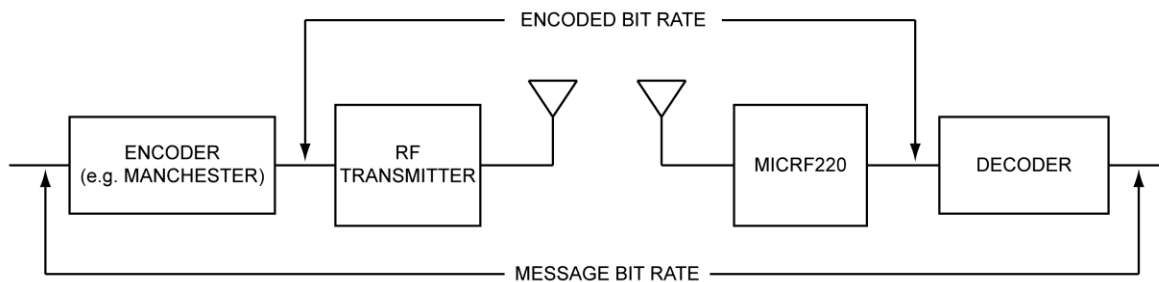 ENCODED BIT RATE
ENCODER
(e.g. MANCHESTER)
RF
TRANSMITTER
MICRF220
DECODER
MESSAGE BIT RATE